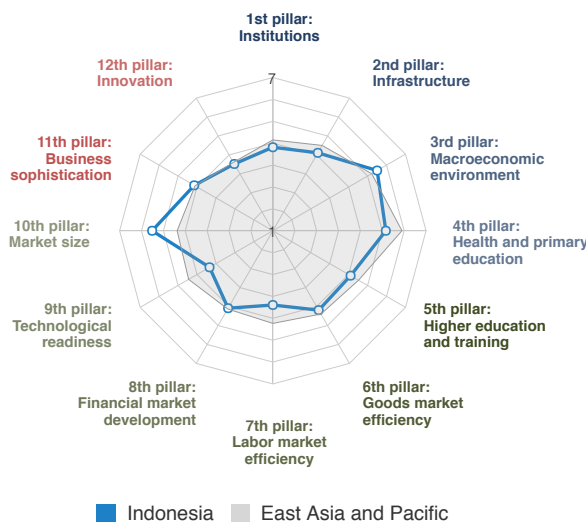 1st pillar:
Institutions
2nd pillar:
Infrastructure
3rd pillar:
Macroeconomic
environment
4th pillar:
Health and primary
education
5th pillar:
Higher education
and training
6th pillar:
Goods market
efficiency
7th pillar:
Labor market
efficiency
8th pillar:
Financial market
development
9th pillar:
Technological
readiness
10th pillar:
Market size
11th pillar:
Business
sophistication
12th pillar:
Innovation
7
1
Indonesia
East Asia and Pacific